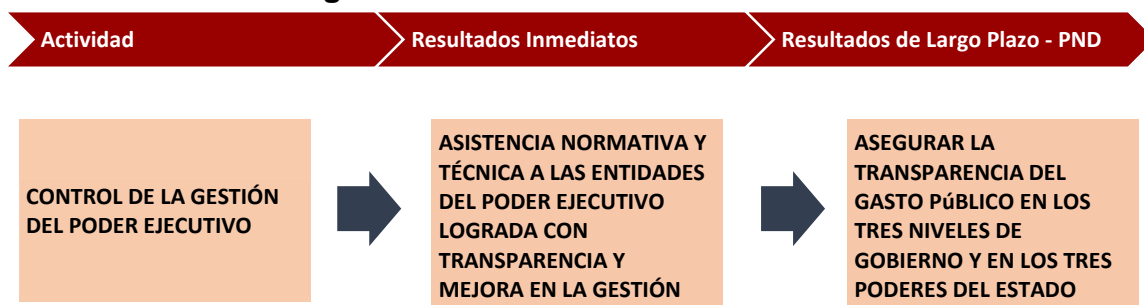 Actividad
Resultados Inmediatos
Resultados de Largo Plazo - PND
CONTROL DE LA GESTIÓN
DEL PODER EJECUTIVO
ASISTENCIA NORMATIVA Y
TÉCNICA A LAS ENTIDADES
DEL PODER EJECUTIVO
LOGRADA CON
TRANSPARENCIA Y
MEJORA EN LA GESTIÓN
ASEGURAR LA
TRANSPARENCIA DEL
GASTO PúBLICO EN LOS
TRES NIVELES DE
GOBIERNO Y EN LOS TRES
PODERES DEL ESTADO